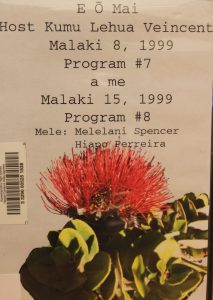 E Ō Mai
Host Kumu Lehua Veincent
Malaki 8, 1999
Program #7
a me
Malaki 15, 1999
Program #8
Mele: Melelani Spencer
Hiapo Perreira